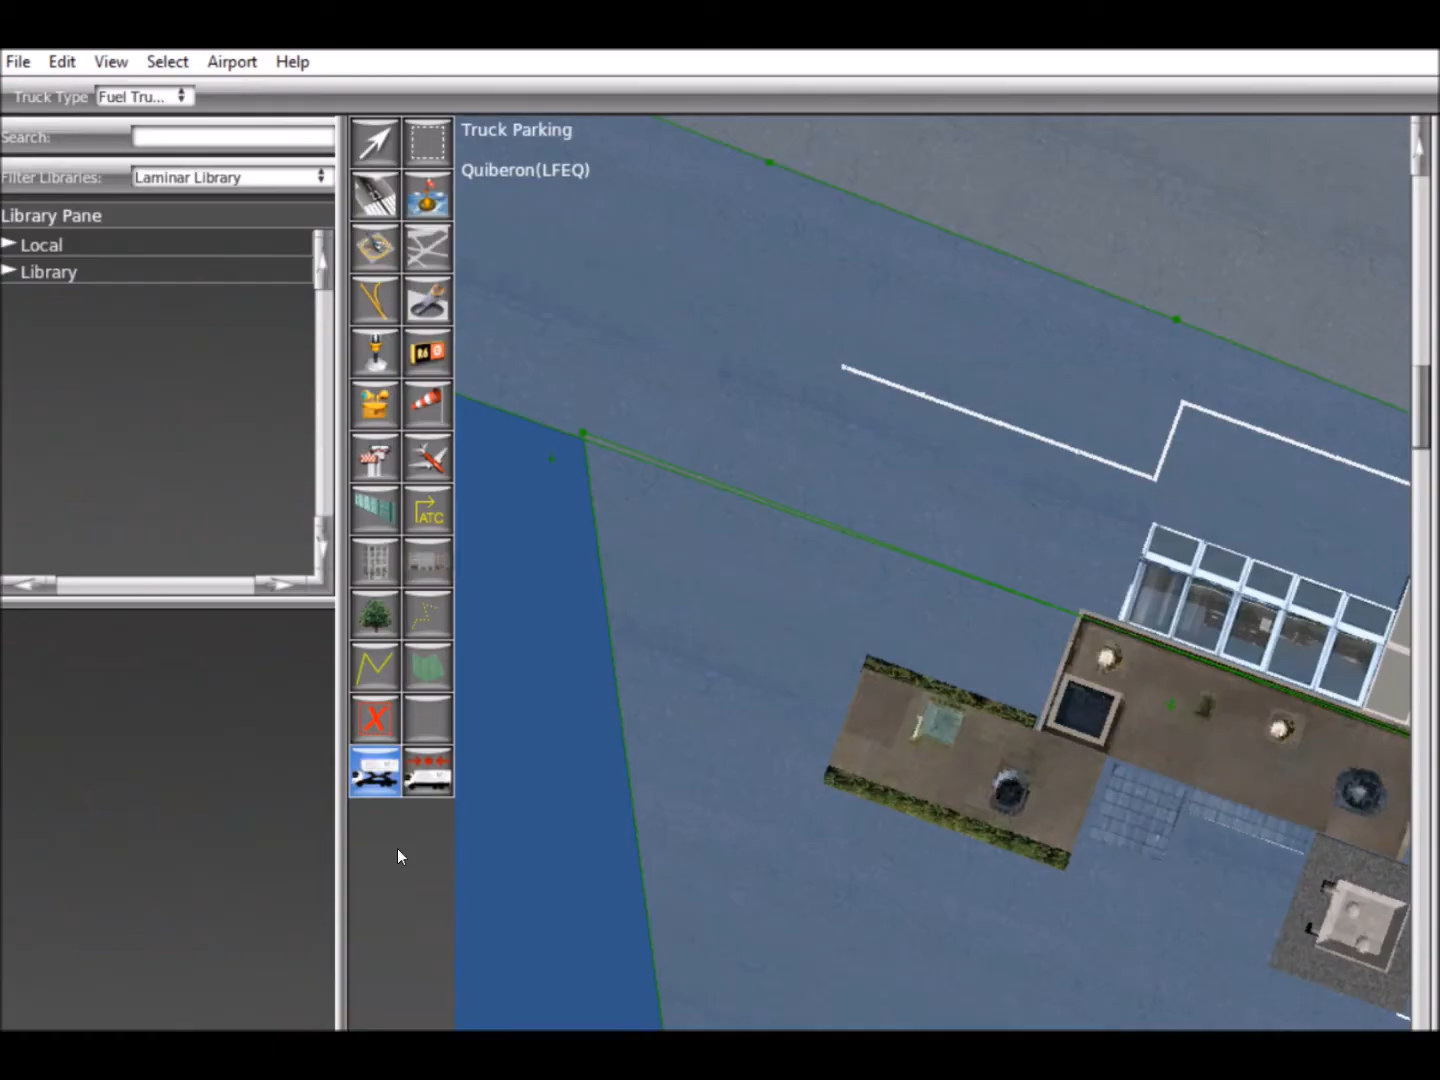 File Edit View Select Airport Help
Truck Type Fuel Tru...
Search:
Filter Libraries: Laminar Library
Library Pane
Local
Library
Truck Parking
Quiberon(LFEQ)
ATC